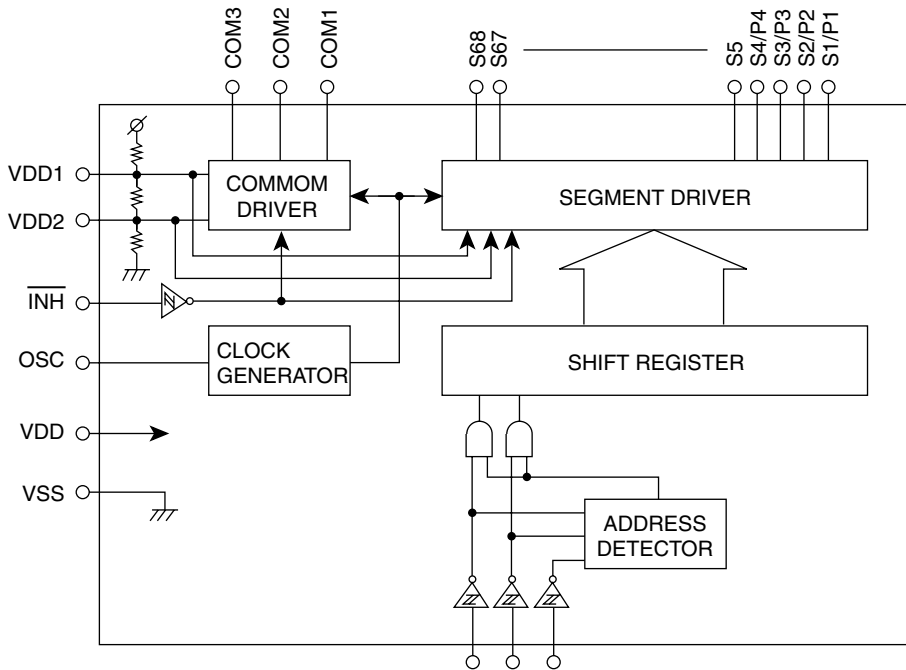 COM3
COM2
COM1
S68
S67
S5
S4/P4
S3/P3
S2/P2
S1/P1
VDD1
VDD2
INH
OSC
VDD
VSS
COMMOM
DRIVER
SEGMENT DRIVER
CLOCK
GENERATOR
SHIFT REGISTER
ADDRESS
DETECTOR